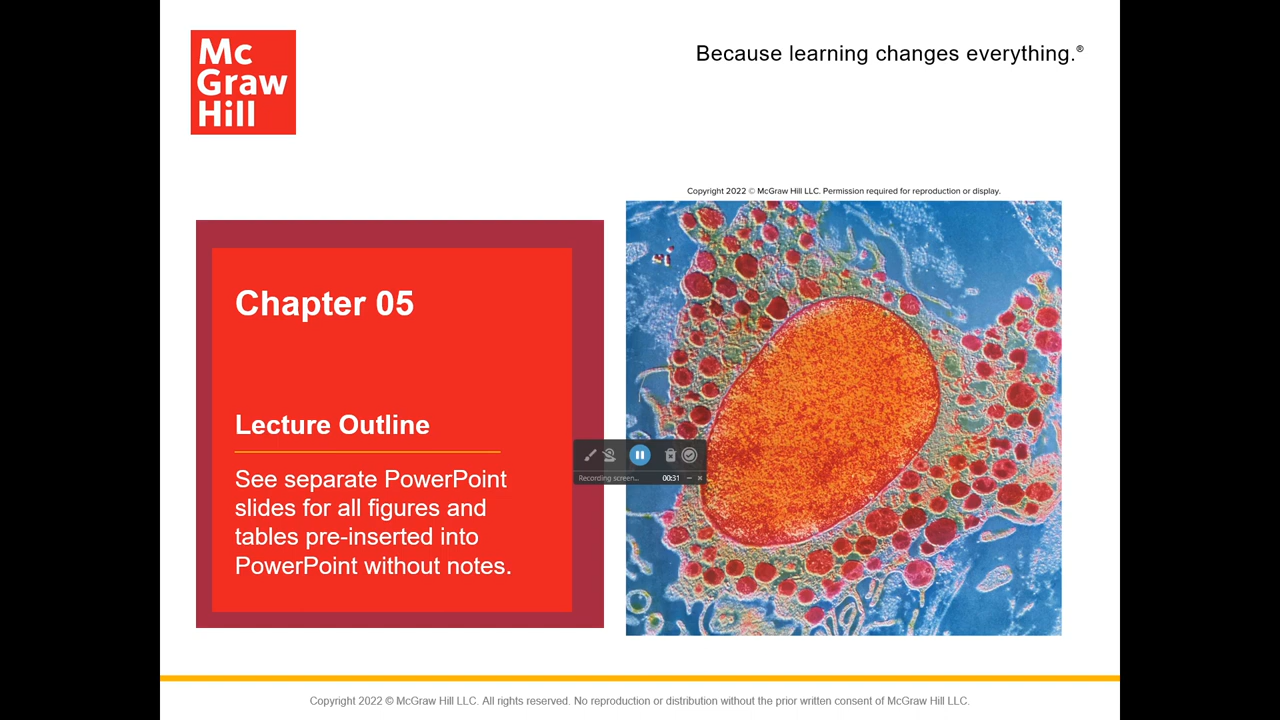 Mc
Graw
Hill
Because learning changes everything.®
Copyright 2022 © McGraw Hill LLC. Permission required for reproduction or display.
Chapter 05
Lecture Outline
See separate PowerPoint
slides for all figures and
tables pre-inserted into
PowerPoint without notes.
Recording screen... 00:31
Copyright 2022 © McGraw Hill LLC. All rights reserved. No reproduction or distribution without the prior written consent of McGraw Hill LLC.